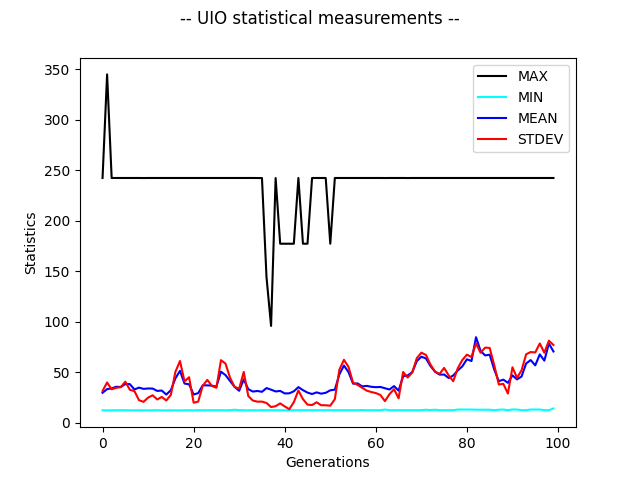 -- UIO statistical measurements --
350
300
250
200
150
100
50
0
Statistics
MAX
MIN
MEAN
STDEV
0 20 40 60 80 100
Generations